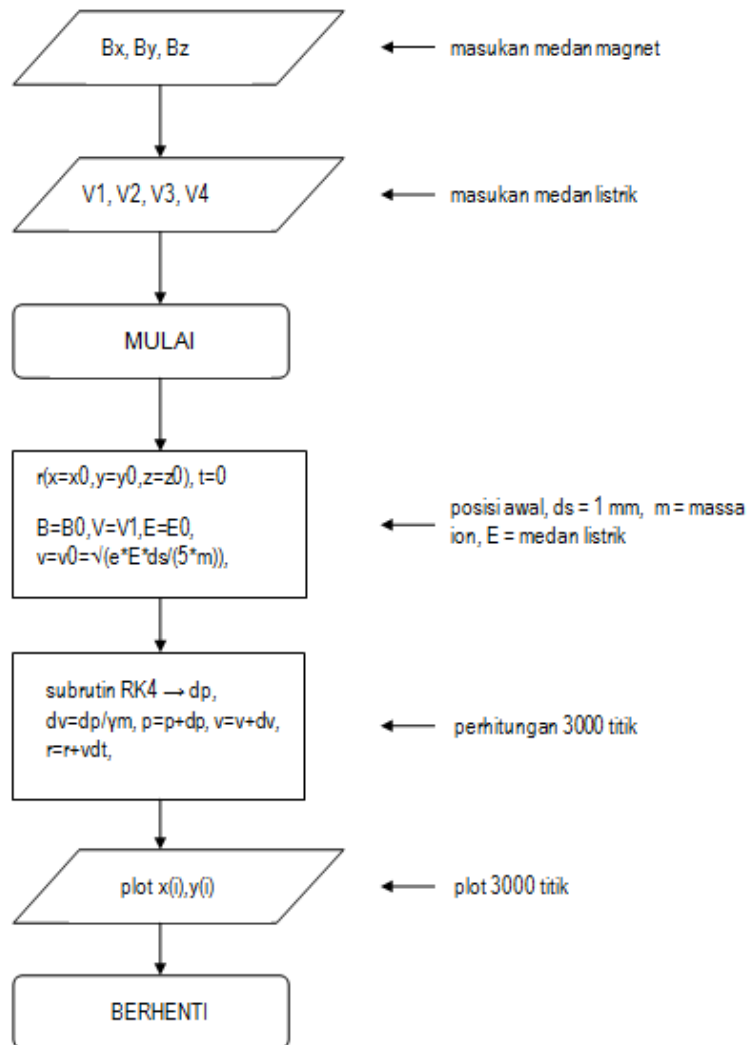 Bx, By, Bz
masukan medan magnet
V1, V2, V3, V4
masukan medan listrik
MULAI
r(x=x0,y=y0,z=z0), t=0
B=B0,V=V1,E=E0,
v=v0=√(e*E*ds/(5*m)),
posisi awal, ds = 1 mm, m = massa
ion, E = medan listrik
subrutin RK4 → dp,
dv=dp/γm, p=p+dp, v=v+dv,
r=r+vdt,
perhitungan 3000 titik
plot x(i),y(i)
plot 3000 titik
BERHENTI